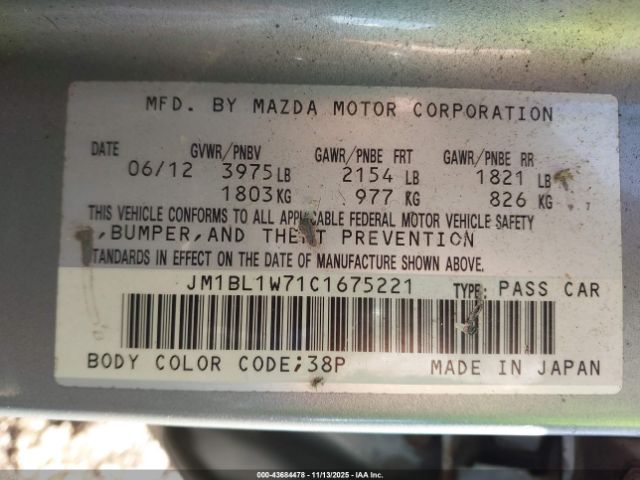 MFD. BY MAZDA MOTOR CORPORATION
DATE GVWR/PNBV GAWR/PNBE FRT GAWR/PNBE RR
06/12 3975 LB 2154 LB 1821 LB
1803 KG 977 KG 826 KG
THIS VEHICLE CONFORMS TO ALL APPLICABLE FEDERAL MOTOR VEHICLE SAFETY
,BUMPER,AND THEFT PREVENTION
STANDARDS IN EFFECT ON THE DATE OF MANUFACTURE SHOWN ABOVE.
JM1BL1W71C1675221 TYPE: PASS CAR
BODY COLOR CODE;38P MADE IN JAPAN
000-43684478 - 11/13/2025 - IAAI.COM